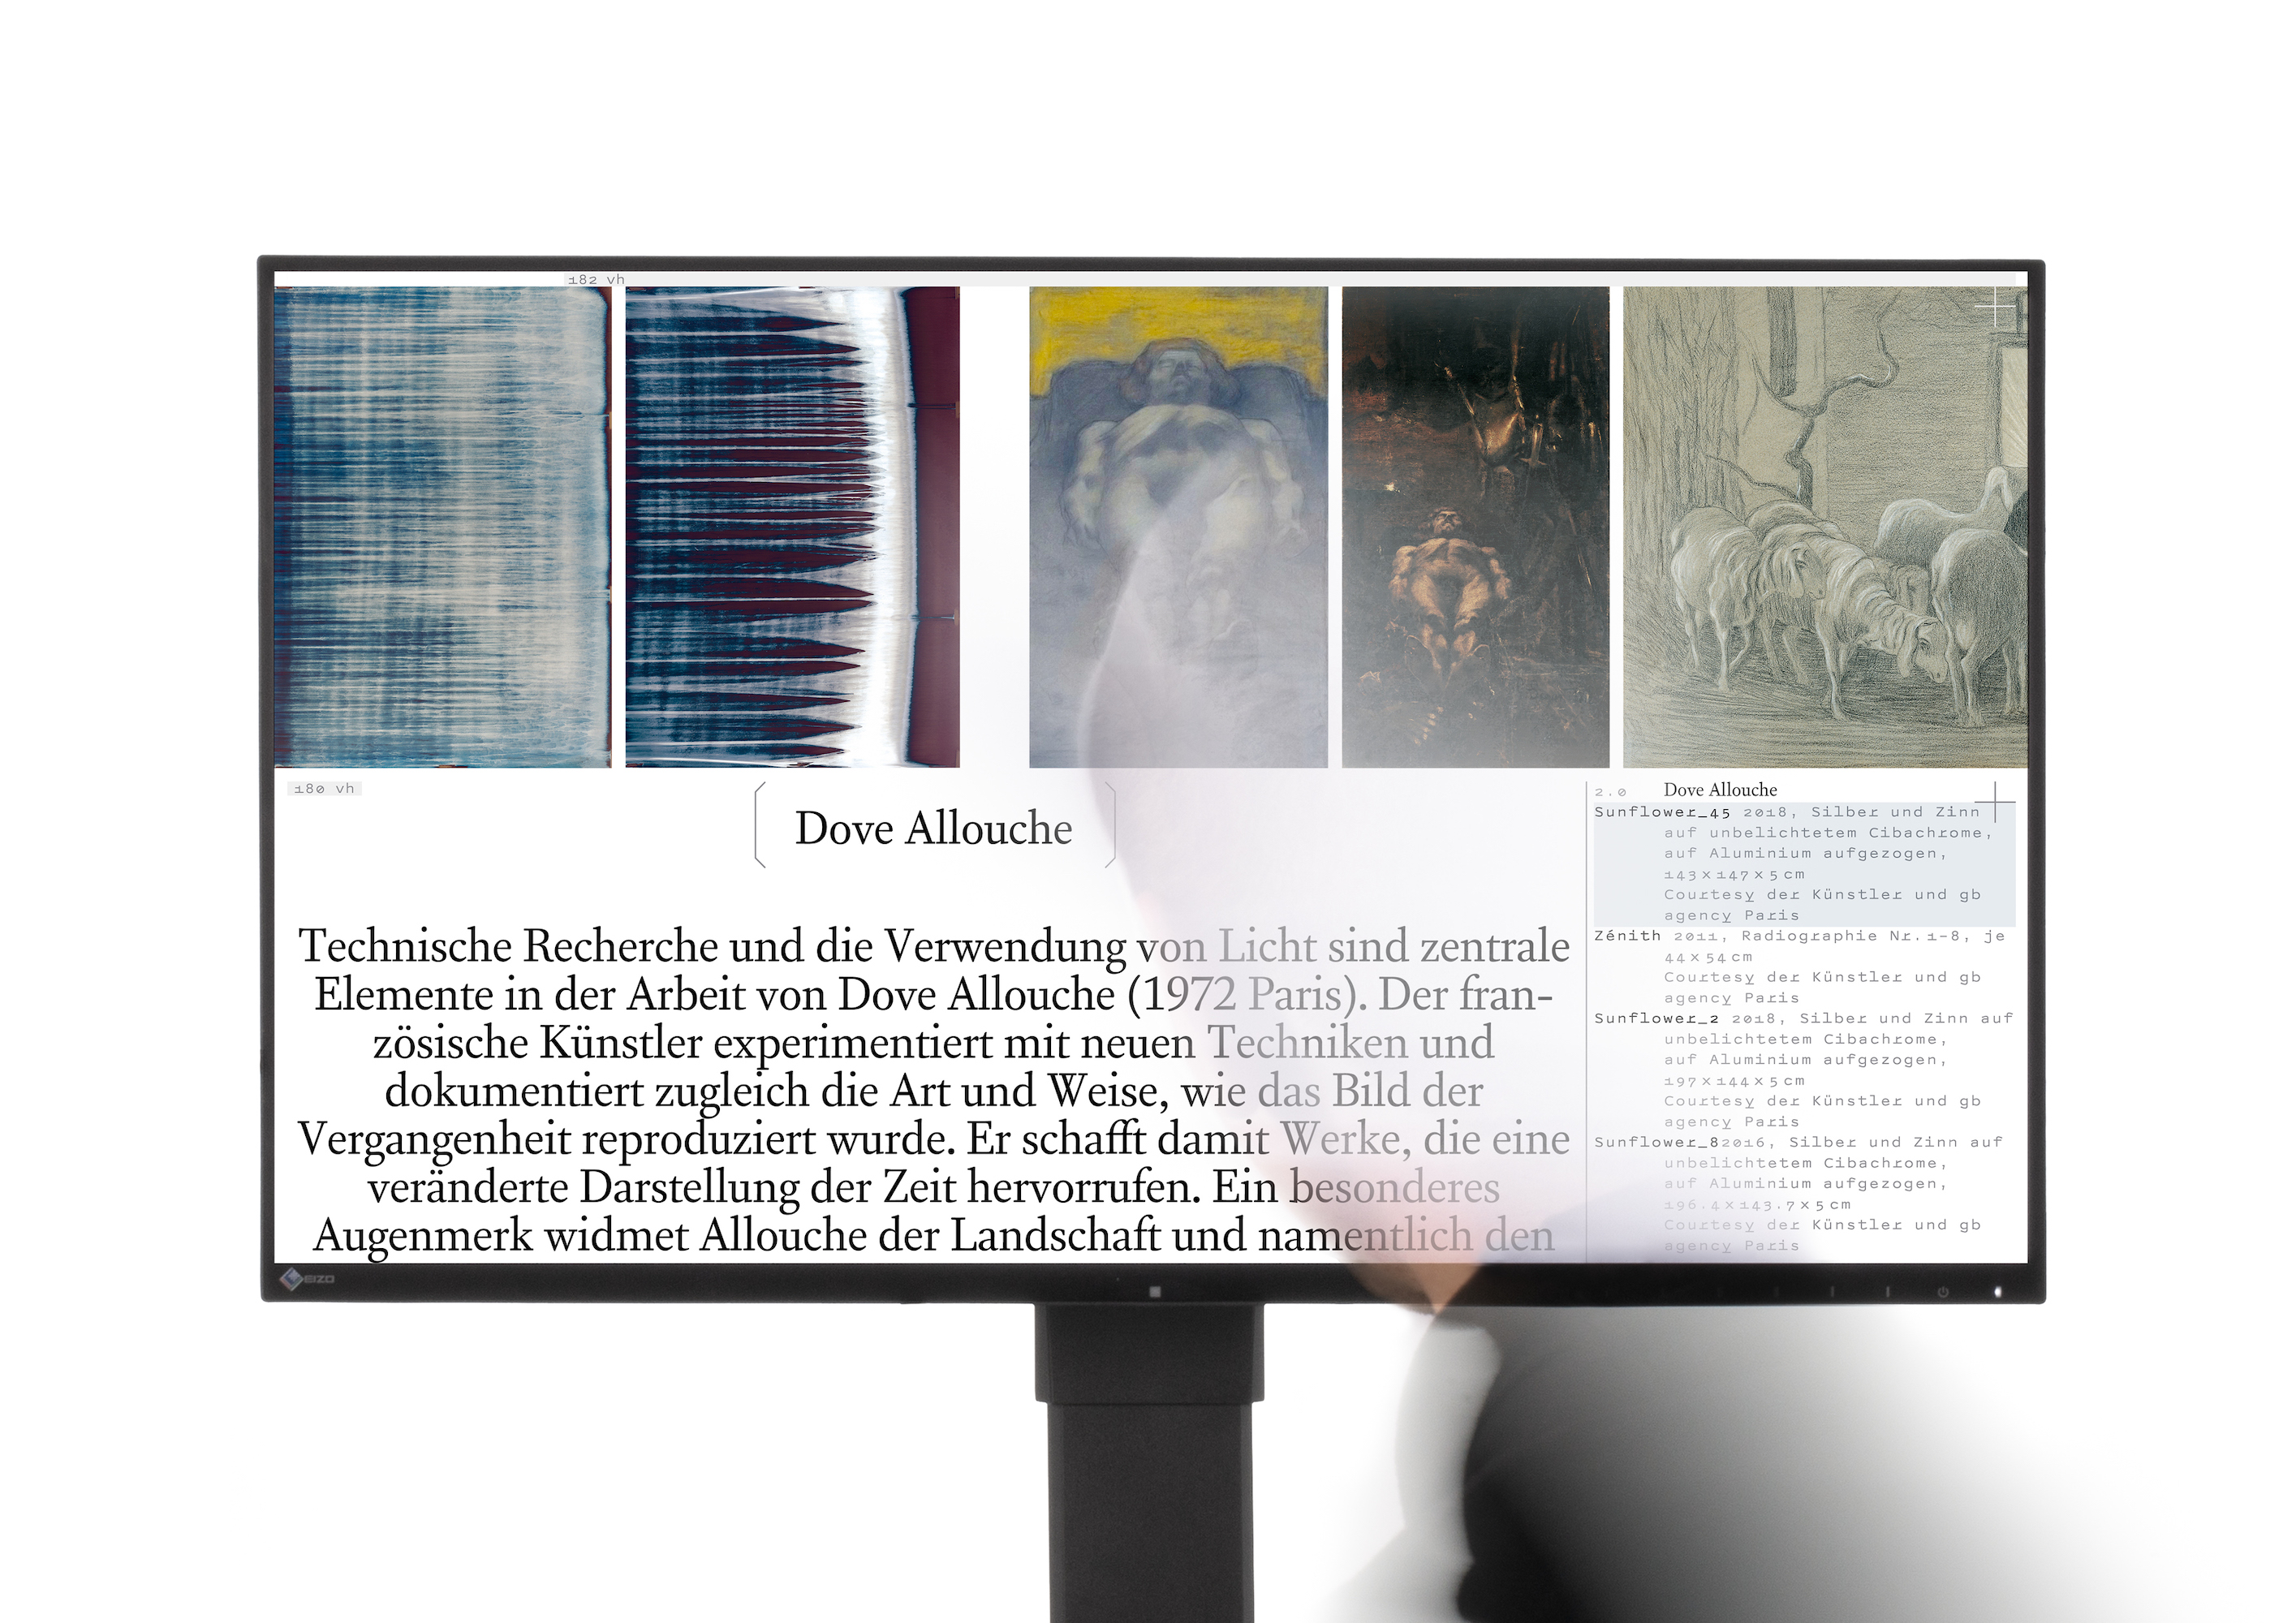 182 vh
180 vh
Dove Allouche
Technische Recherche und die Verwendung von Licht sind zentrale
Elemente in der Arbeit von Dove Allouche (1972 Paris). Der fran-
zösische Künstler experimentiert mit neuen Techniken und
dokumentiert zugleich die Art und Weise, wie das Bild der
Vergangenheit reproduziert wurde. Er schafft damit Werke, die eine
veränderte Darstellung der Zeit hervorrufen. Ein besonderes
Augenmerk widmet Allouche der Landschaft und namentlich den
2.0 Dove Allouche
Sunflower_45 2018, Silber und Zinn
auf unbelichtetem Cibachrome,
auf Aluminium aufgezogen,
143×147×5 cm
Courtesy der Künstler und gb
agency Paris
Zénith 2011, Radiographie Nr. 1–8, je
44×54 cm
Courtesy der Künstler und gb
agency Paris
Sunflower_2 2018, Silber und Zinn auf
unbelichtetem Cibachrome,
auf Aluminium aufgezogen,
197×144×5 cm
Courtesy der Künstler und gb
agency Paris
Sunflower_82016, Silber und Zinn auf
unbelichtetem Cibachrome,
auf Aluminium aufgezogen,
196.4×143.7×5 cm
Courtesy der Künstler und gb
agency Paris
EIZO